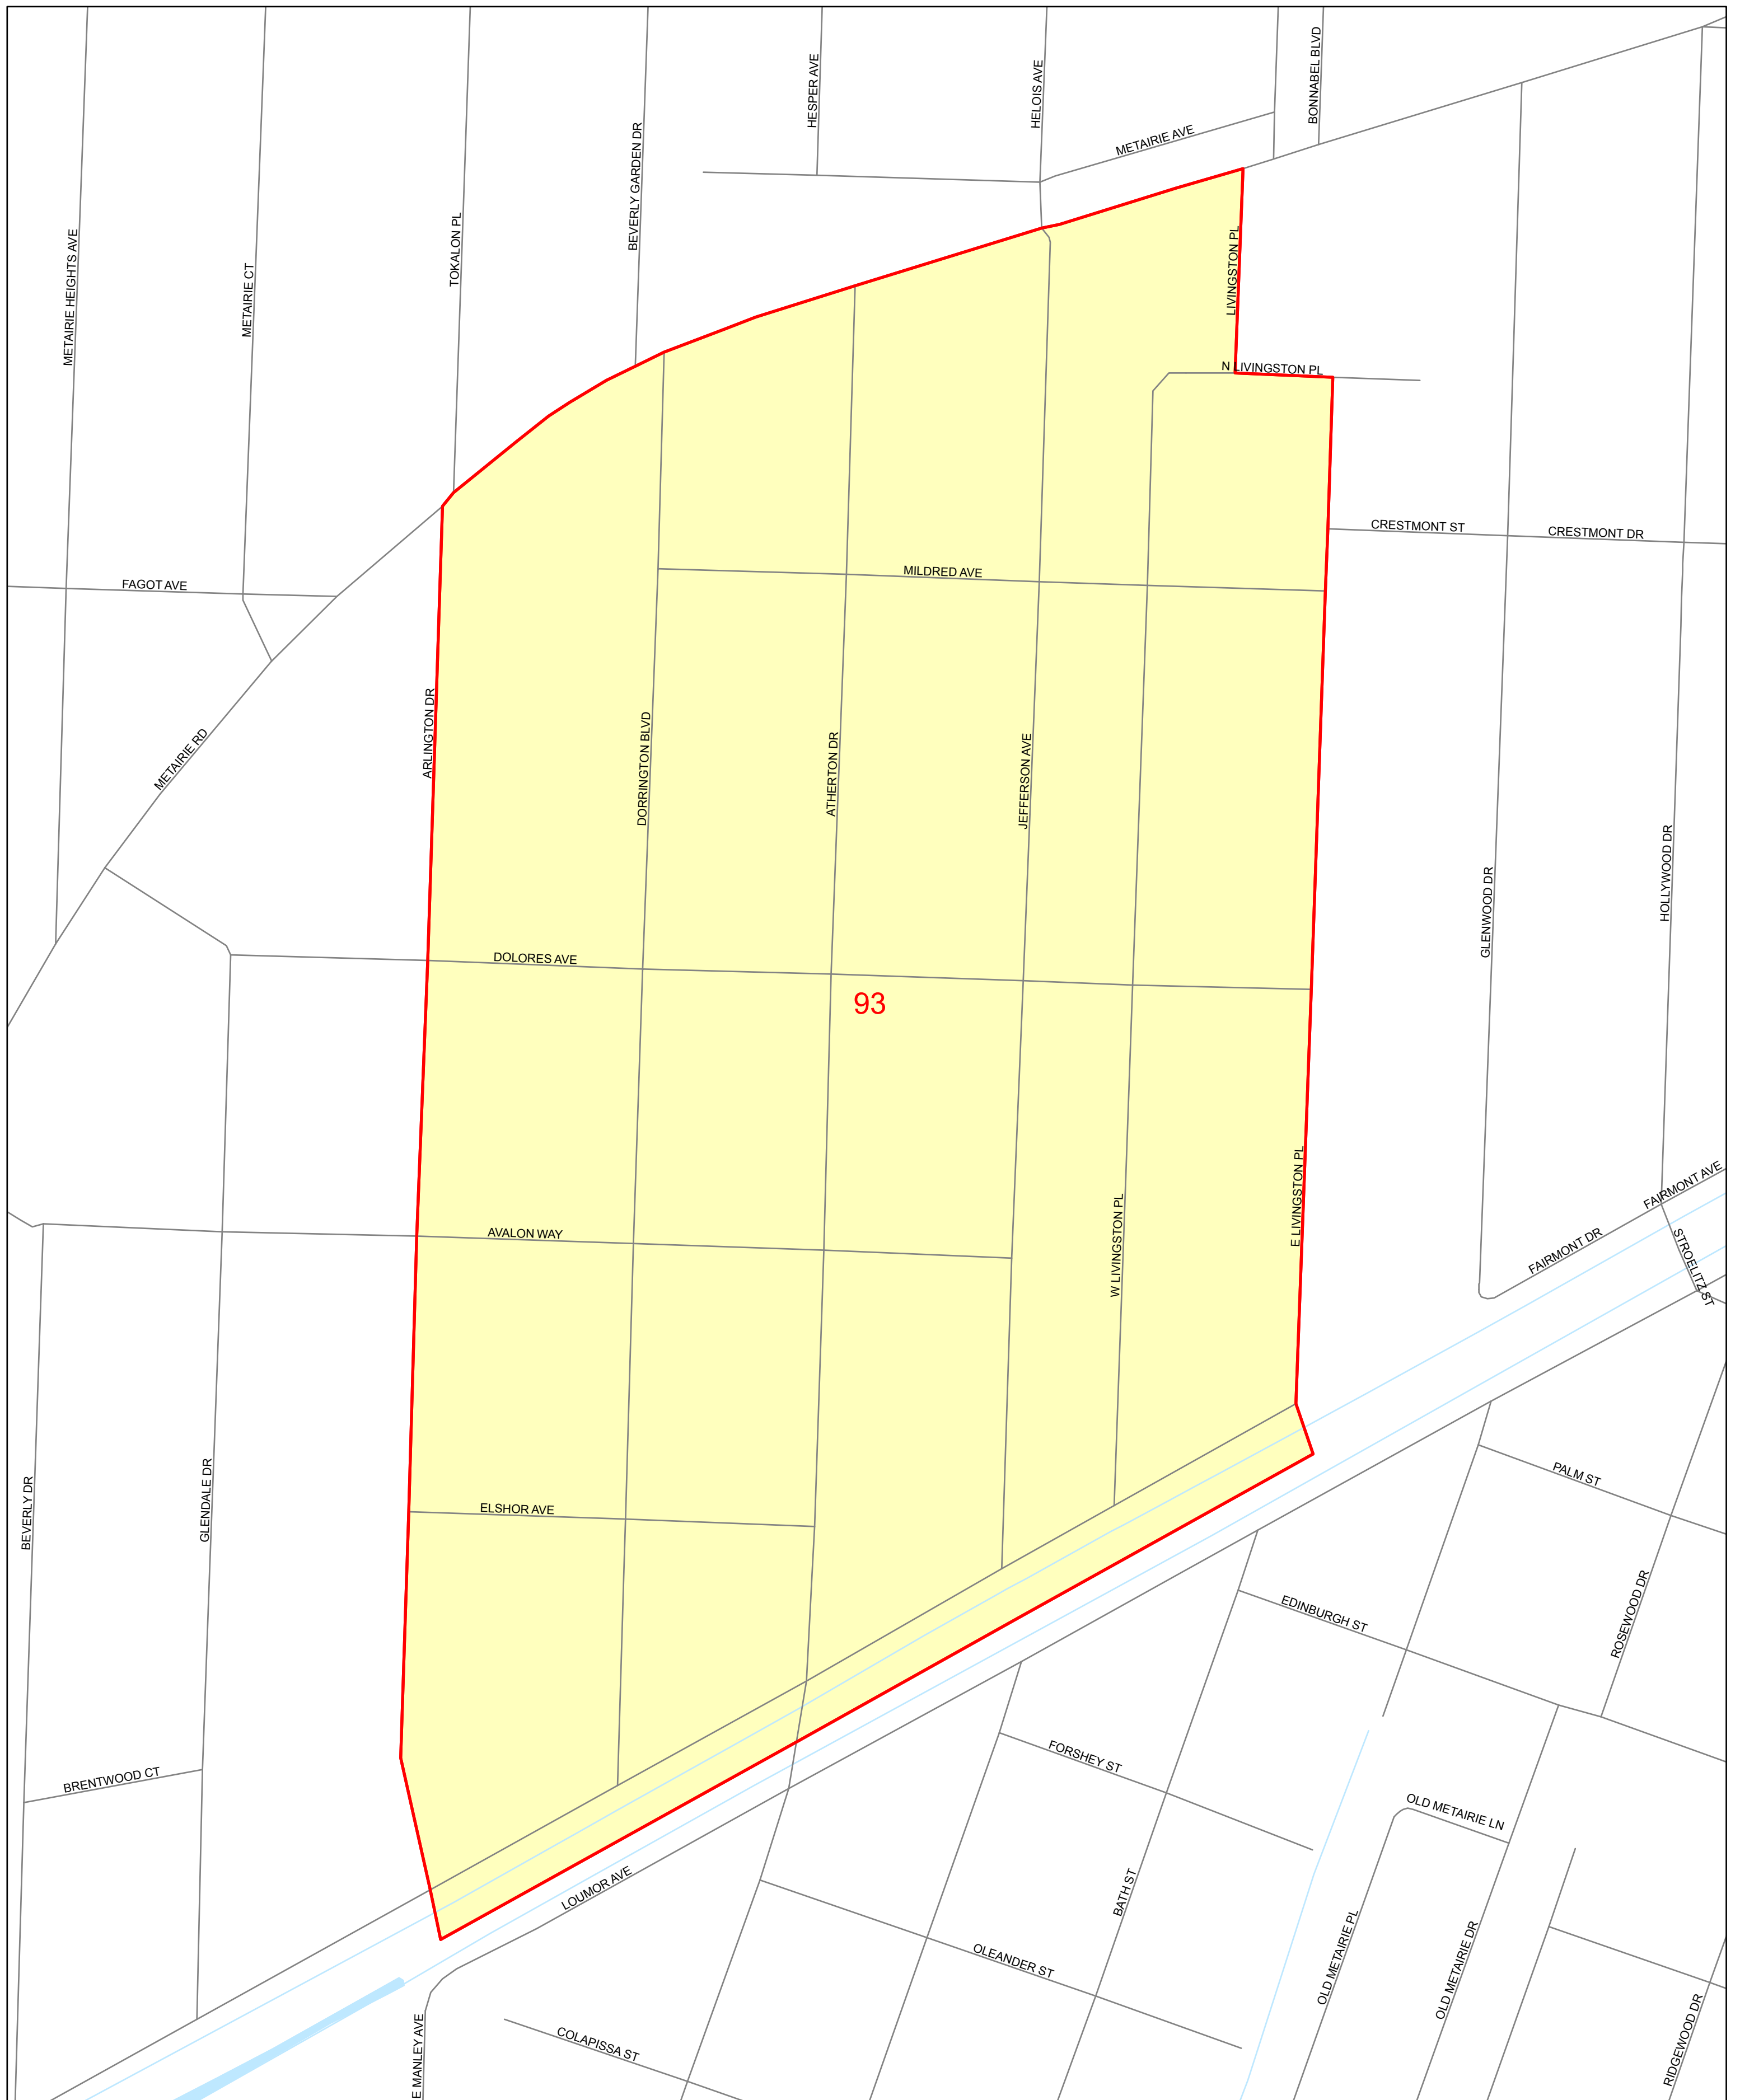 BONNABEL BLVD
HESPER AVE
HELOIS AVE
METAIRIE AVE
BEVERLY GARDEN DR
TOKALON PL
METAIRIE HEIGHTS AVE
METAIRIE CT
LIVINGSTON PL
N LIVINGSTON PL
CRESTMONT ST
CRESTMONT DR
MILDRED AVE
FAGOT AVE
METAIRIE RD
ARLINGTON DR
DORRINGTON BLVD
ATHERTON DR
JEFFERSON AVE
GLENWOOD DR
HOLLYWOOD DR
DOLORES AVE
93
FAIRMONT AVE
FAIRMONT DR
STROELITZ ST
E LIVINGSTON PL
W LIVINGSTON PL
AVALON WAY
BEVERLY DR
GLENDALE DR
ELSHOR AVE
PALM ST
EDINBURGH ST
ROSEWOOD DR
FORSHEY ST
BRENTWOOD CT
OLD METAIRIE LN
LOUMOR AVE
BATH ST
OLEANDER ST
OLD METAIRIE PL
OLD METAIRIE DR
RIDGEWOOD DR
COLAPISSA ST
E MANLEY AVE